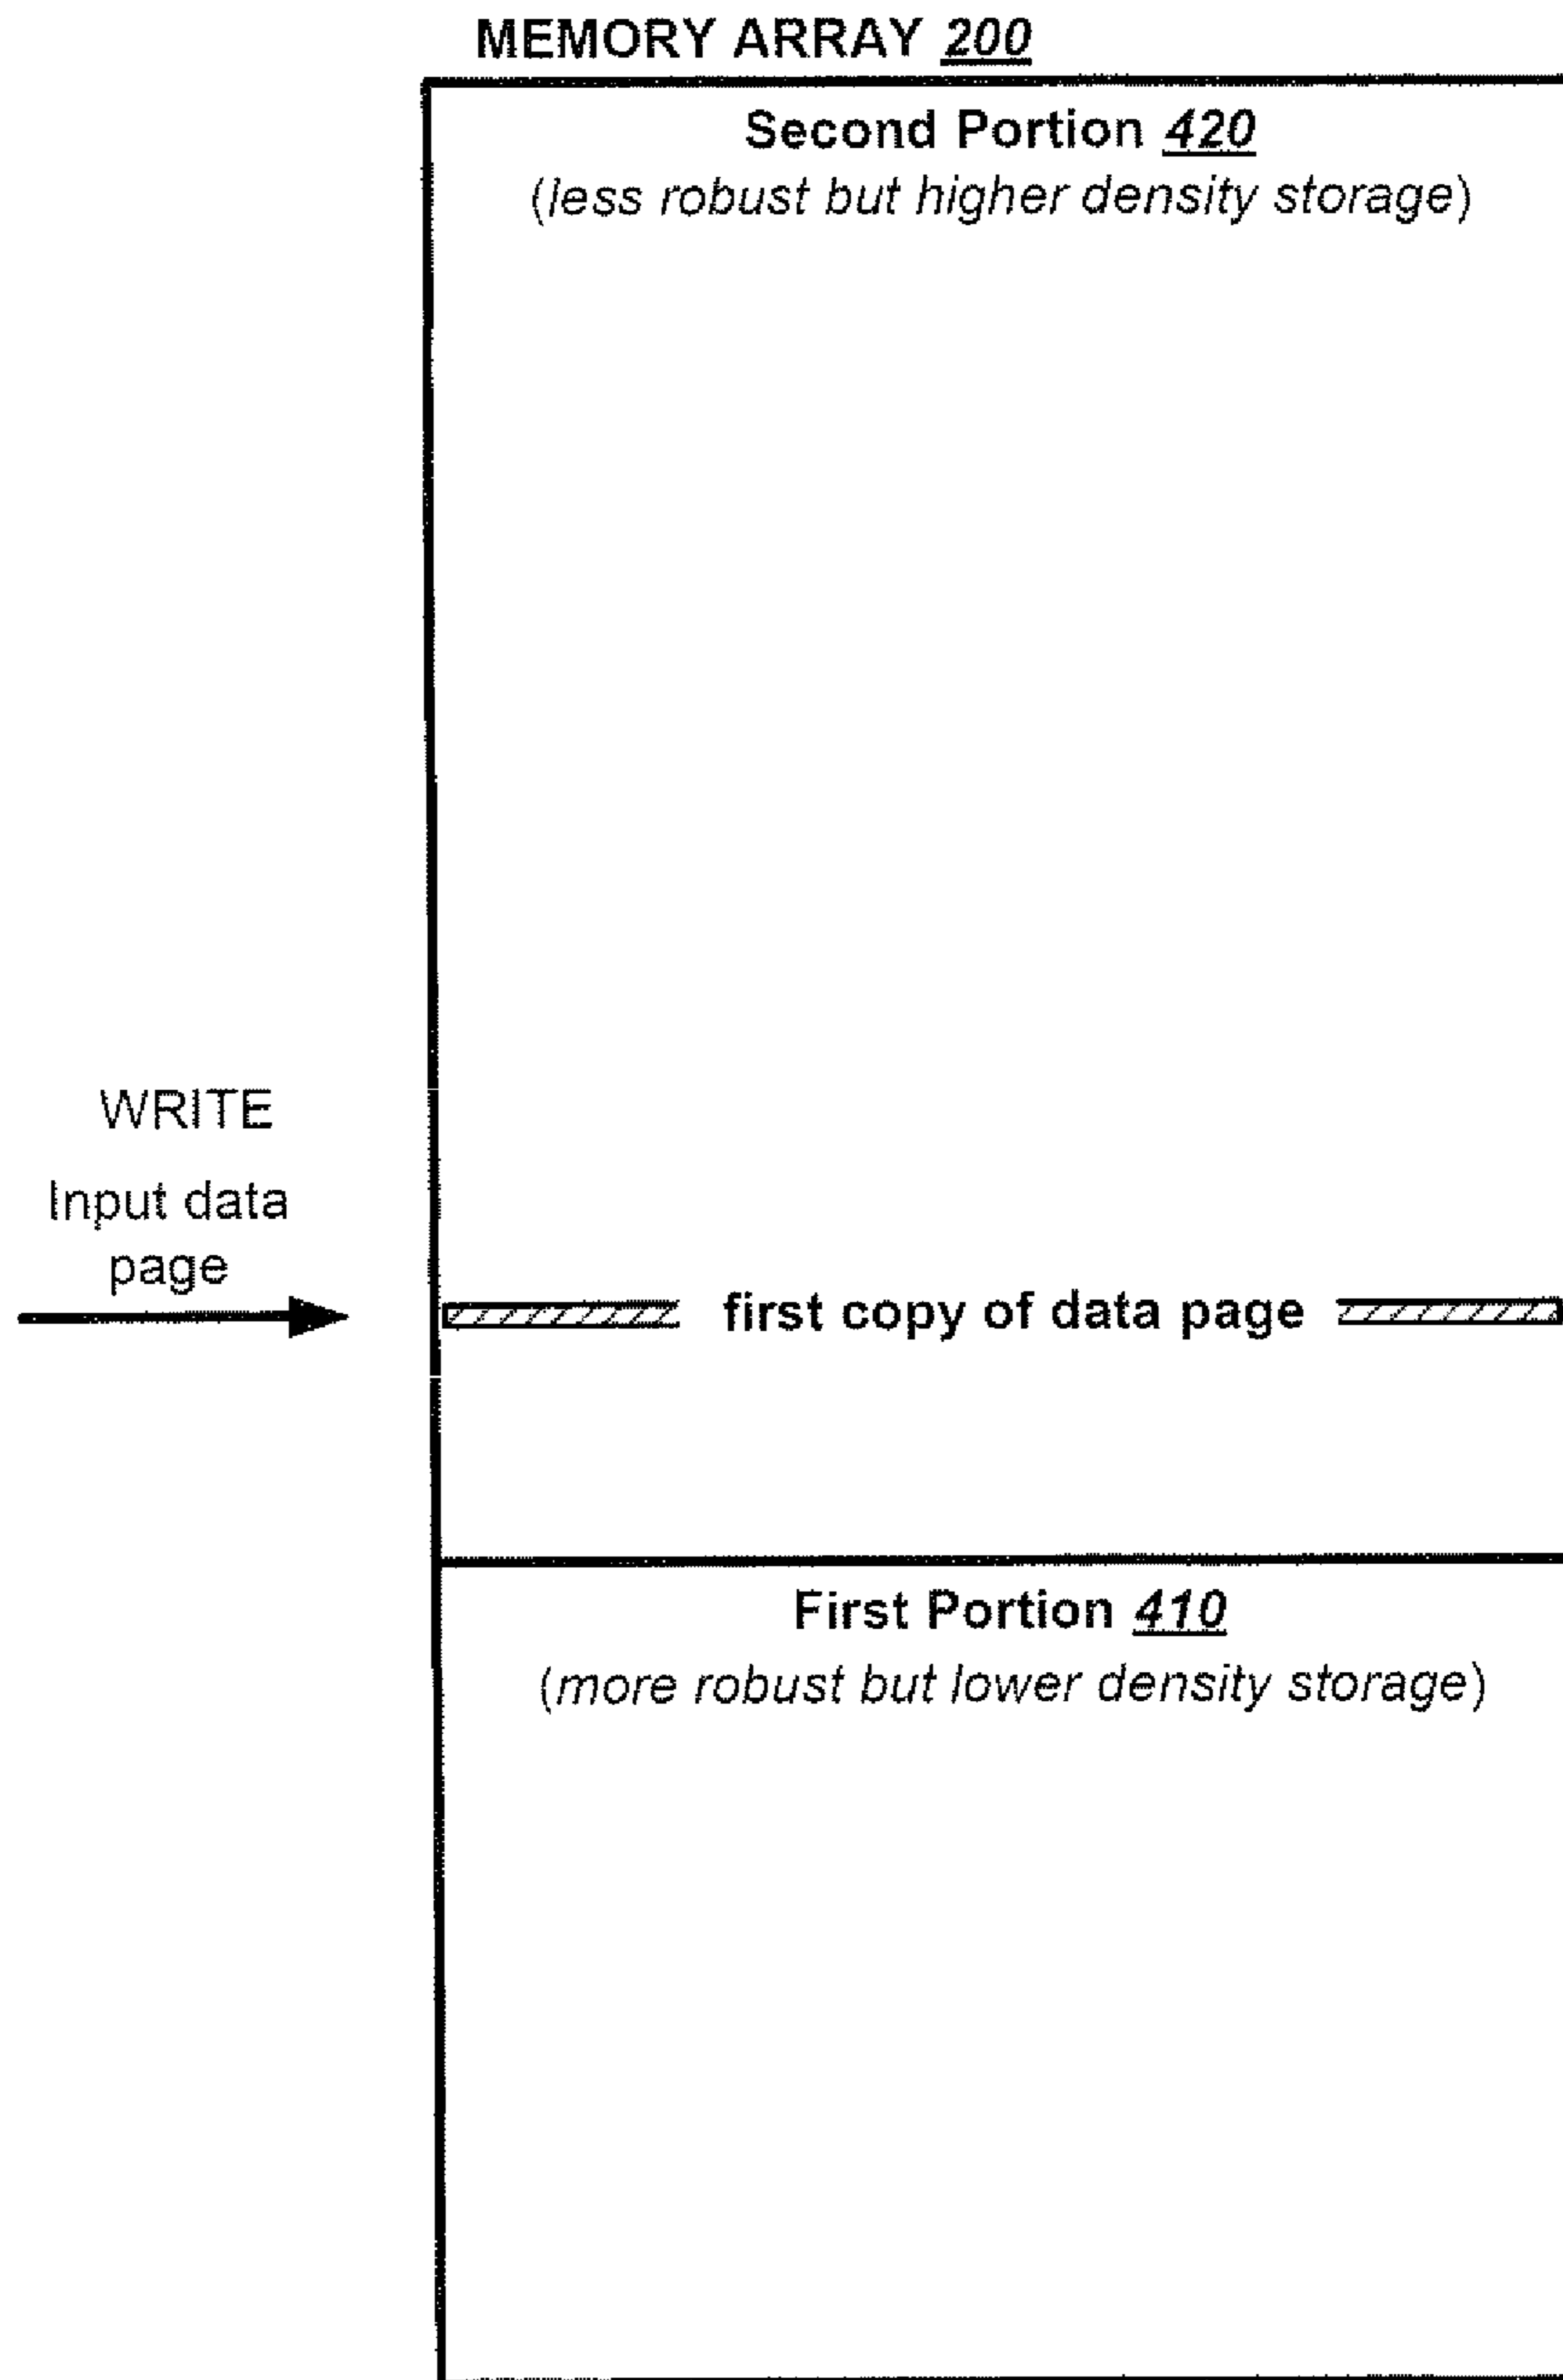 MEMORY ARRAY 200
Second Portion 420
(less robust but higher density storage)
WRITE
Input data
page
first copy of data page
First Portion 410
(more robust but lower density storage)